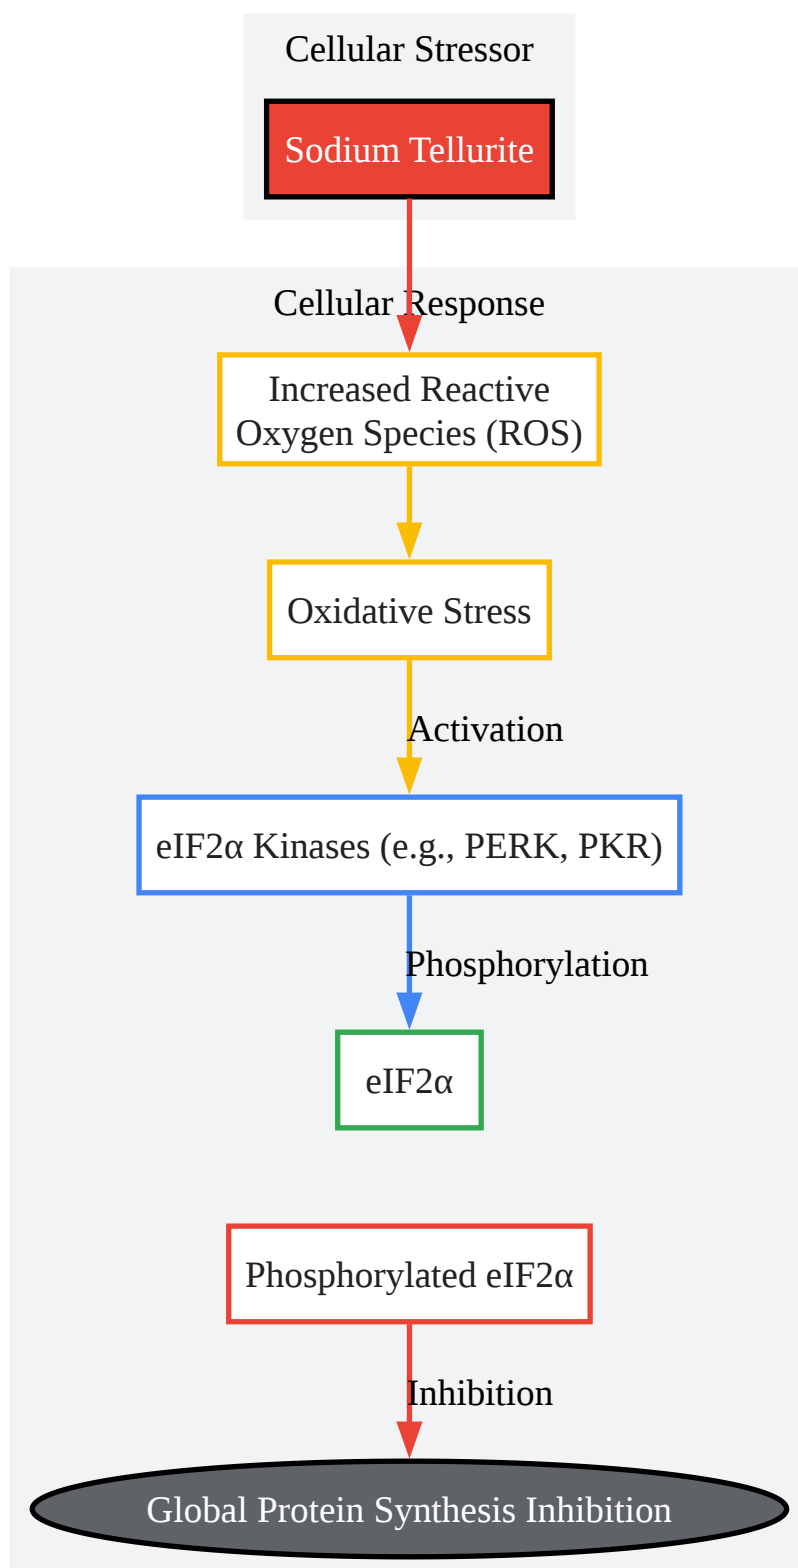 Cellular Stressor
Sodium Tellurite
Cellular Response
Increased Reactive
Oxygen Species (ROS)
Oxidative Stress
Activation
eIF2α Kinases (e.g., PERK, PKR)
Phosphorylation
eIF2α
Phosphorylated eIF2α
Inhibition
Global Protein Synthesis Inhibition